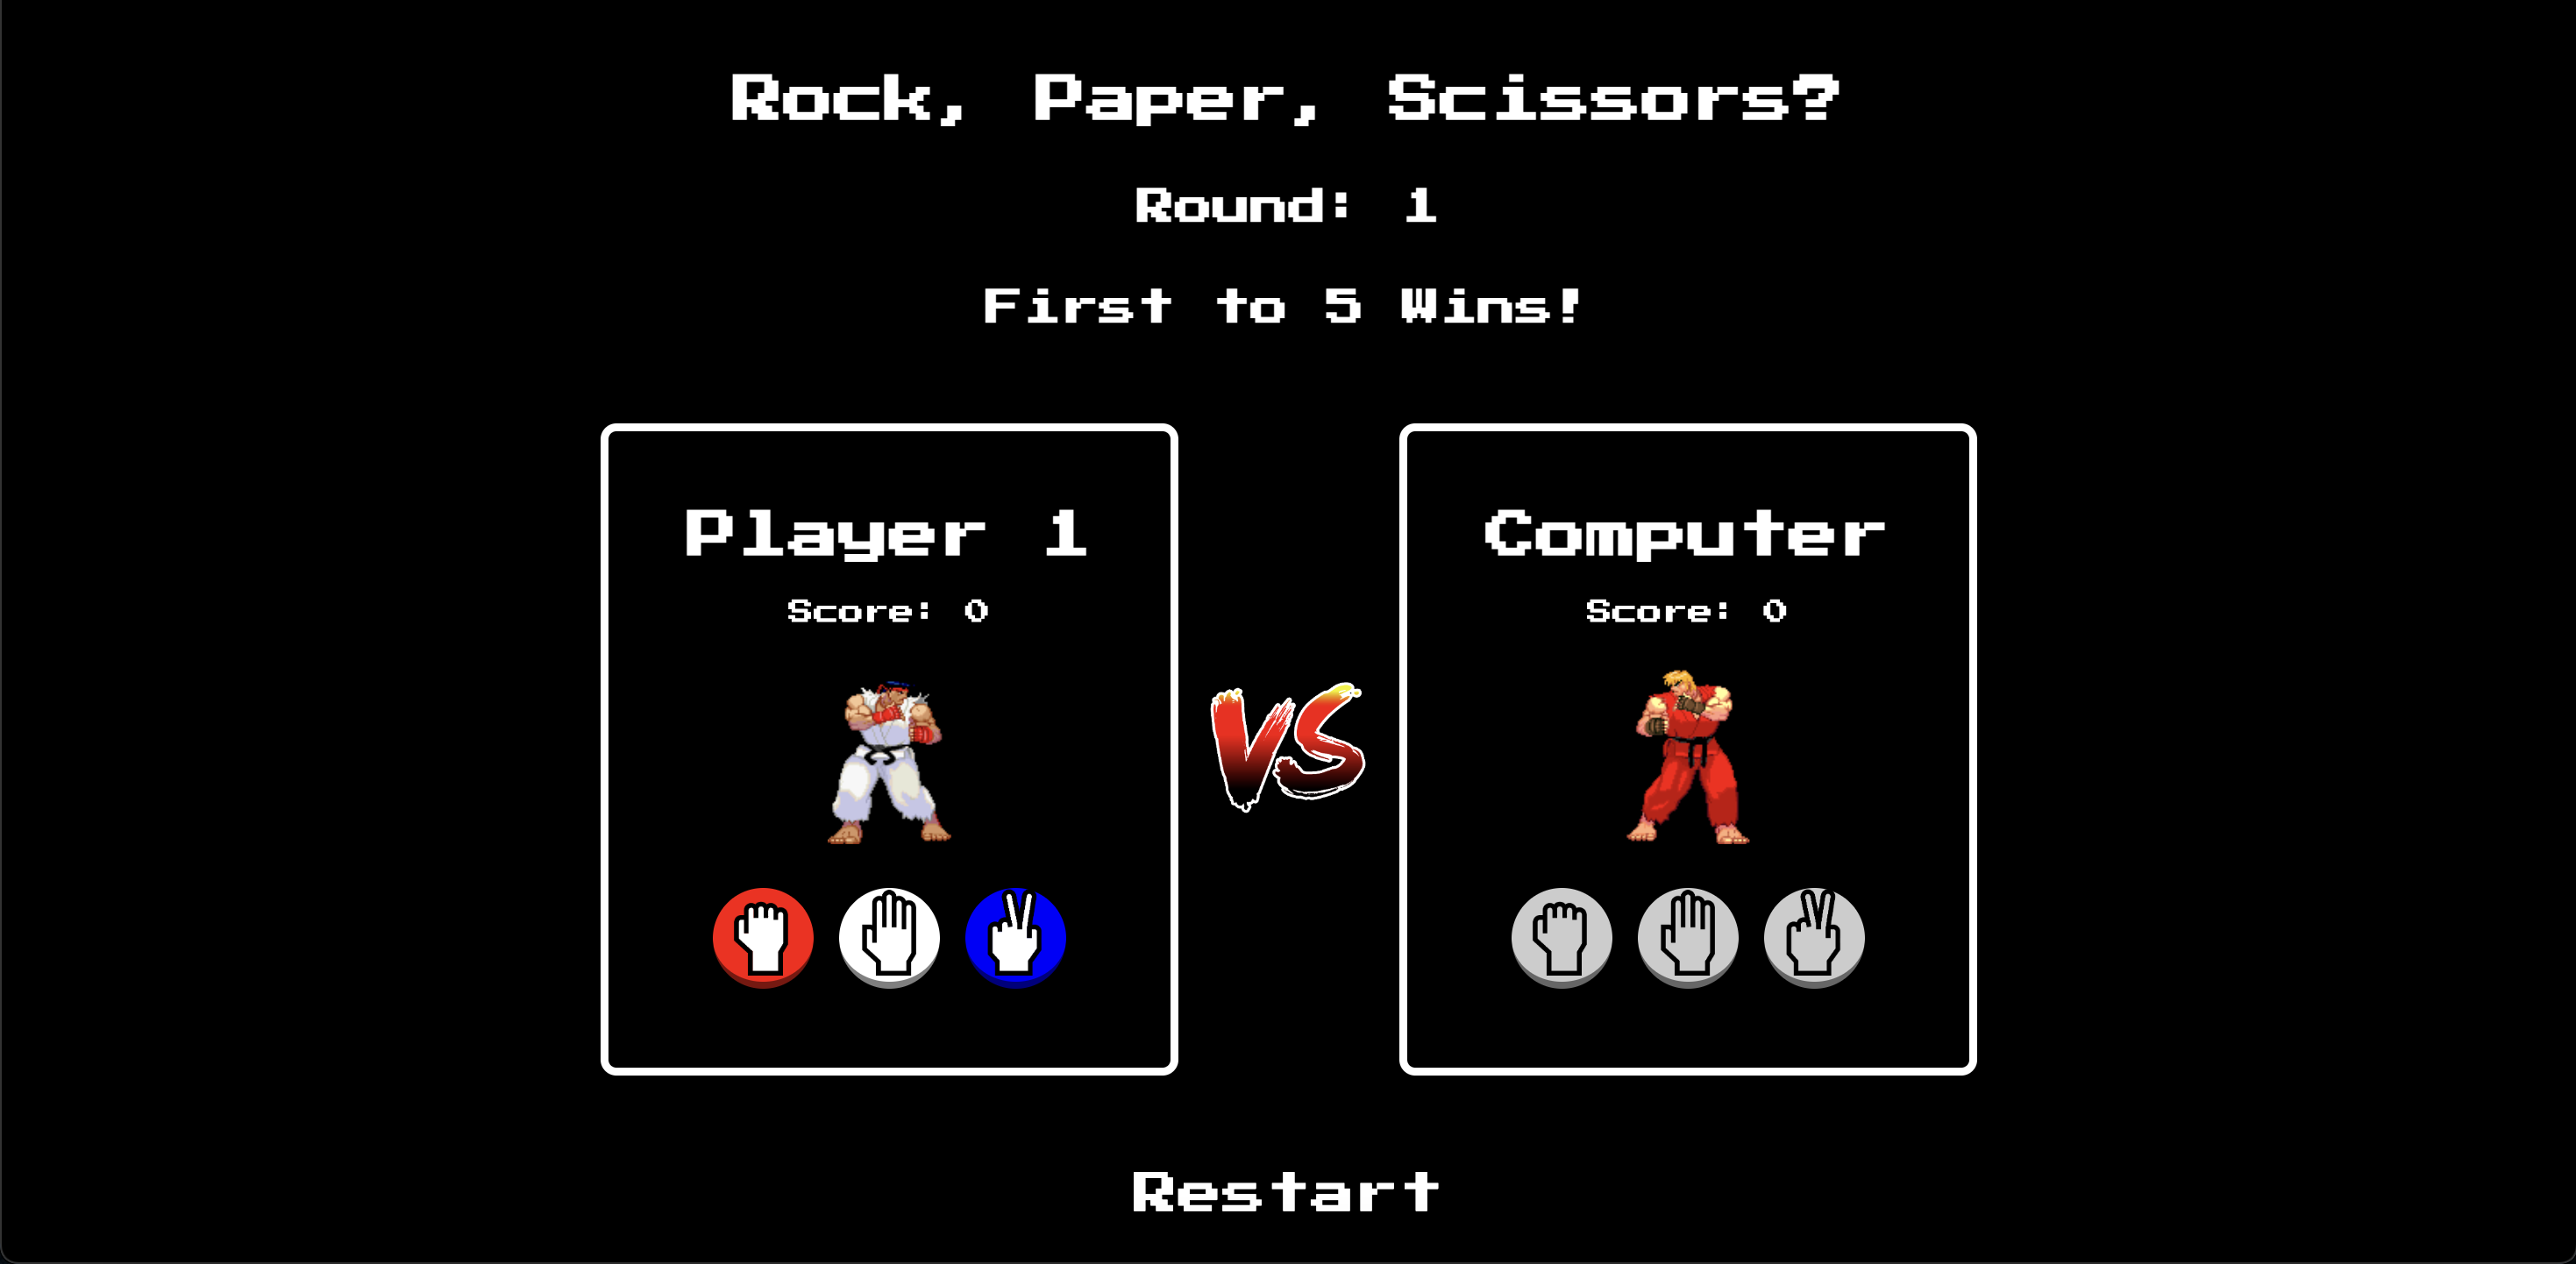 Rock, Paper, Scissors?
Round: 1
First to 5 Wins!
Player 1
Score: 0
VS
Computer
Score: 0
Restart